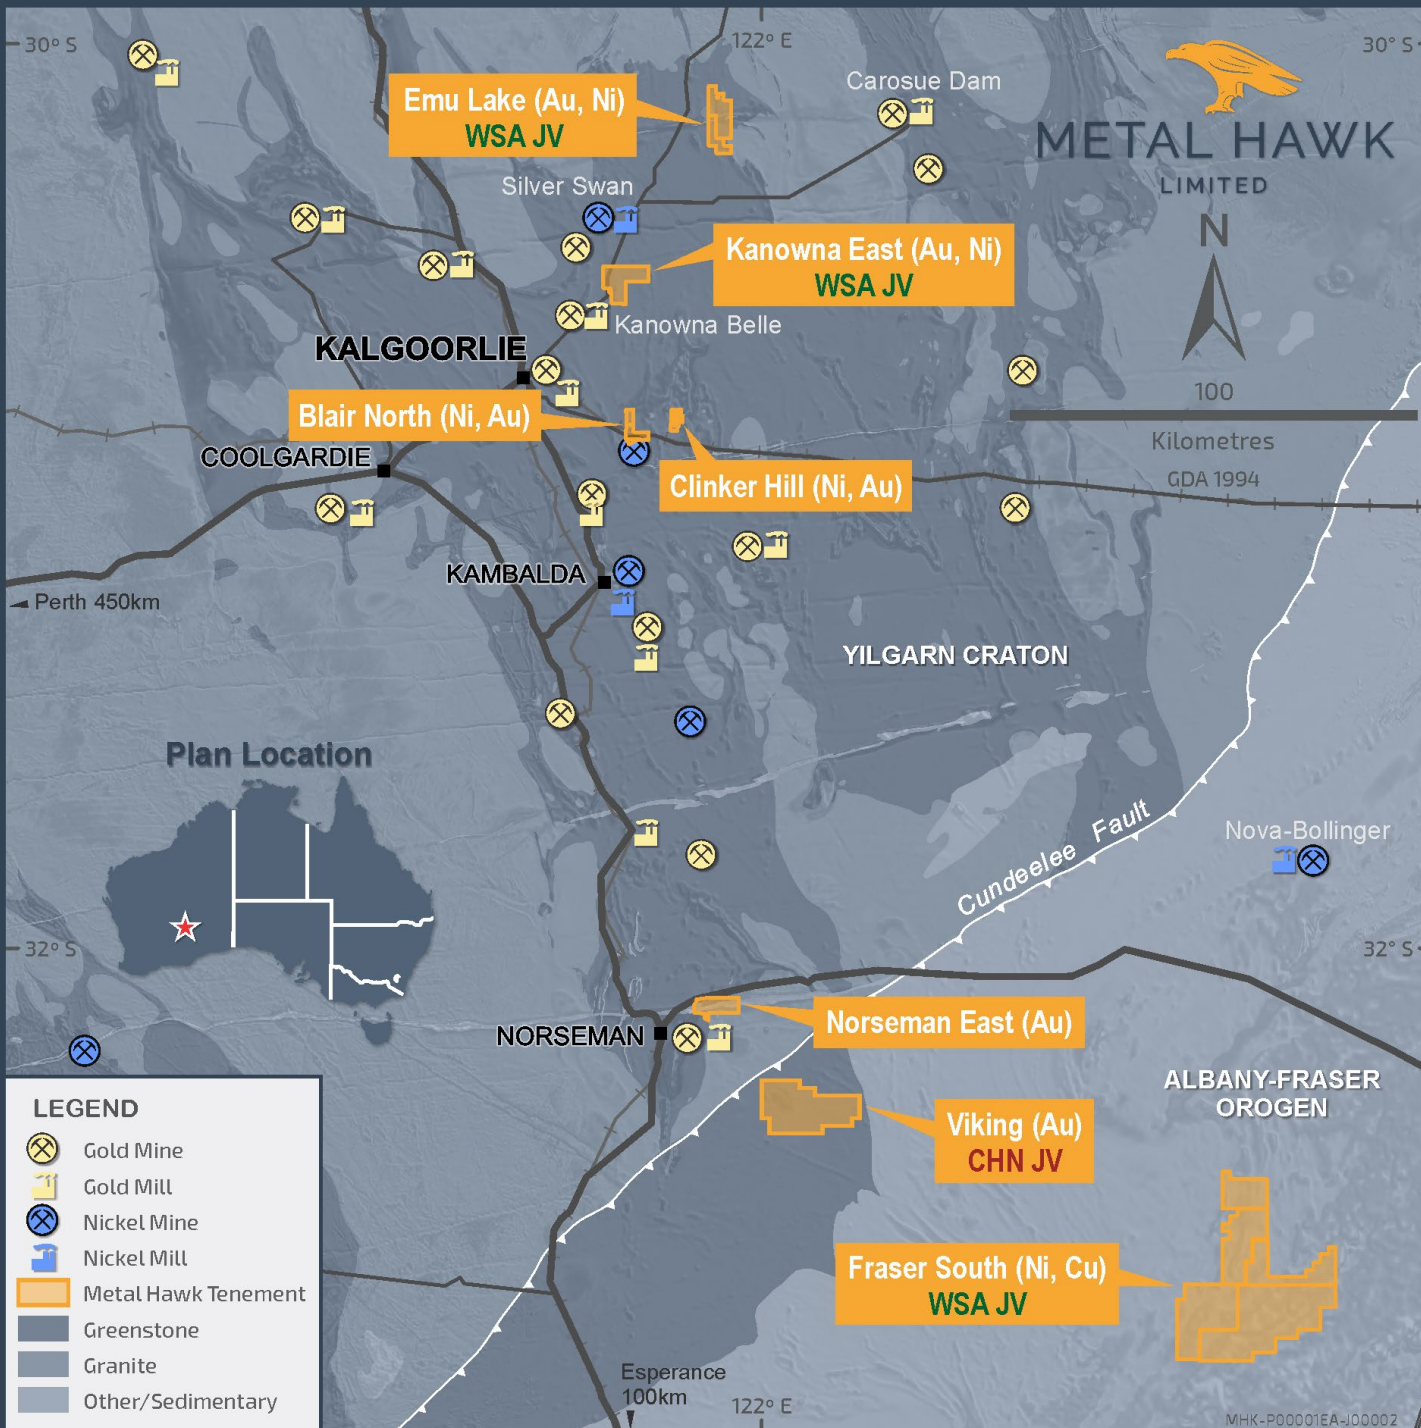 30° S
122° E
30° S
METAL HAWK
LIMITED
N
100
Kilometres
GDA 1994
Emu Lake (Au, Ni)
WSA JV
Carosue Dam
Silver Swan
Kanowna East (Au, Ni)
WSA JV
Kanowna Belle
KALGOORLIE
Blair North (Ni, Au)
COOLGARDIE
Clinker Hill (Ni, Au)
KAMBALDA
Perth 450km
YILGARN CRATON
Plan Location
Cundeelee Fault
Nova-Bollinger
32° S
32° S
NORSEMAN
Norseman East (Au)
ALBANY-FRASER
OROGEN
Viking (Au)
CHN JV
Fraser South (Ni, Cu)
WSA JV
LEGEND
Gold Mine
Gold Mill
Nickel Mine
Nickel Mill
Metal Hawk Tenement
Greenstone
Granite
Other/Sedimentary
Esperance
100km
122° E
MHK-P00001EA-J00002